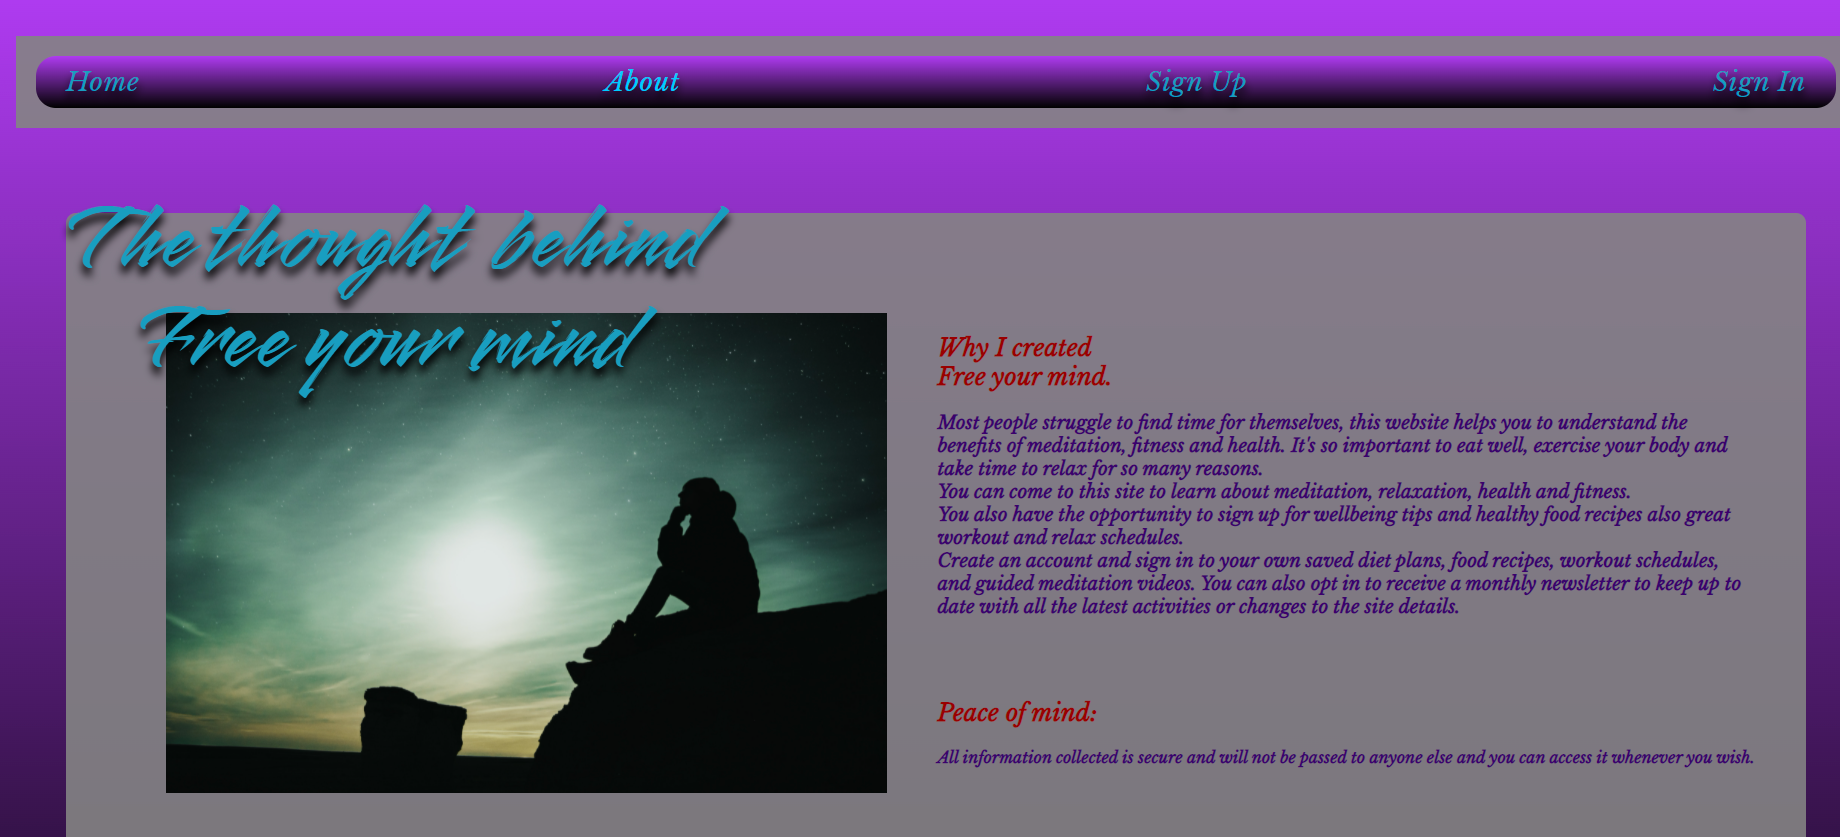 Home About Sign Up Sign In
The thought behind
Free your mind
Why I created
Free your mind.
Most people struggle to find time for themselves, this website helps you to understand the
benefits of meditation, fitness and health. It's so important to eat well, exercise your body and
take time to relax for so many reasons.
You can come to this site to learn about meditation, relaxation, health and fitness.
You also have the opportunity to sign up for wellbeing tips and healthy food recipes also great
workout and relax schedules.
Create an account and sign in to your own saved diet plans, food recipes, workout schedules,
and guided meditation videos. You can also opt in to receive a monthly newsletter to keep up to
date with all the latest activities or changes to the site details.
Peace of mind:
All information collected is secure and will not be passed to anyone else and you can access it whenever you wish.